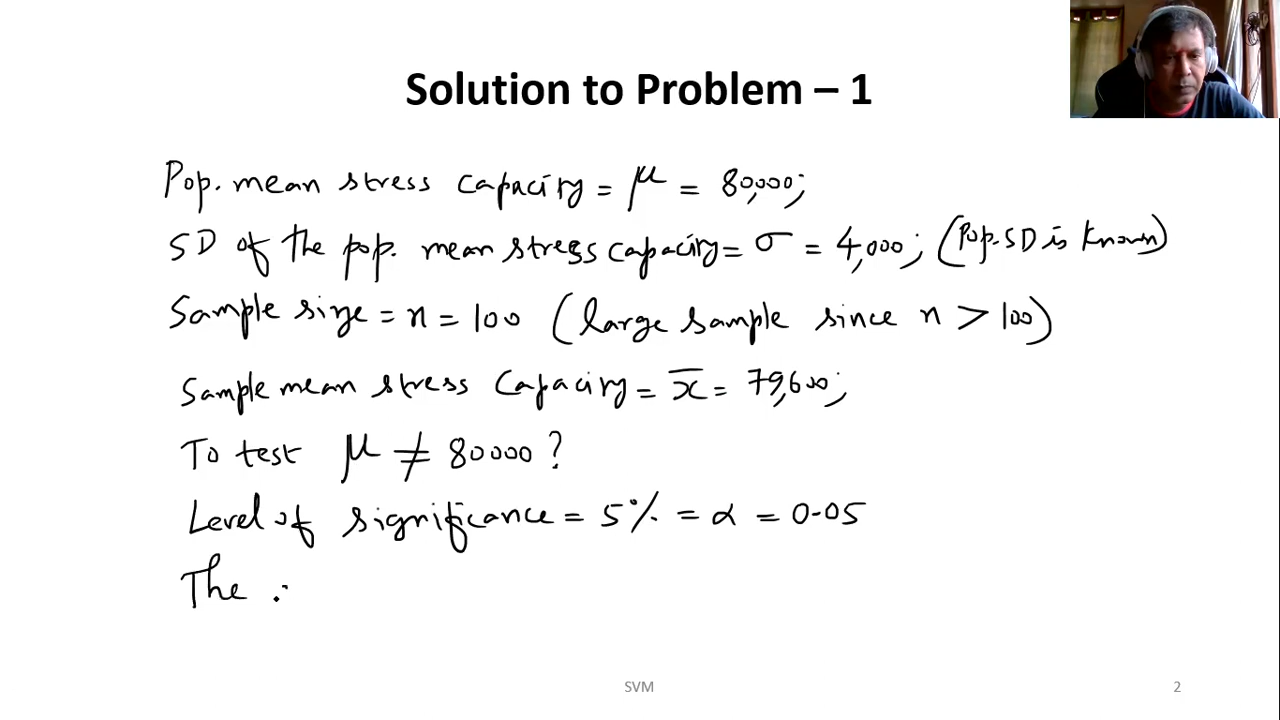 Solution to Problem – 1
Pop. mean stress capacity = μ = 80,000;
SD of the pop. mean stress capacity = σ = 4,000; (Pop. SD is known)
Sample size = n = 100 (large sample since n > 100)
Sample mean stress capacity = x̄ = 79,600;
To test μ ≠ 80000?
Level of significance = 5% = α = 0.05
The
SVM
2